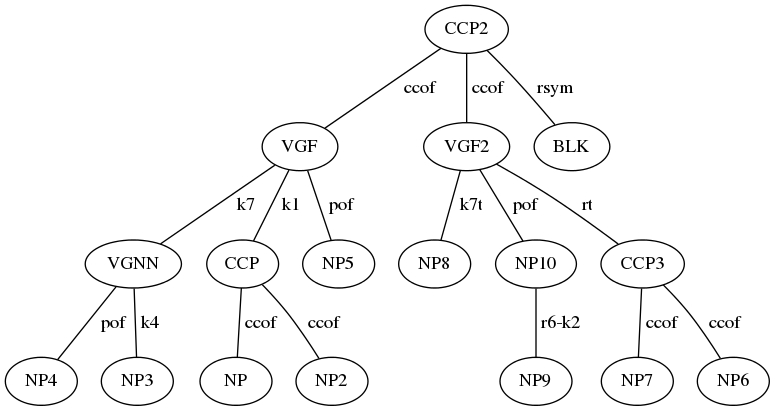 CCP2
ccof ccof rsym
VGF VGF2 BLK
k7 k1 pof k7t pof rt
VGNN CCP NP5 NP8 NP10 CCP3
pof k4 ccof ccof r6-k2 ccof ccof
NP4 NP3 NP NP2 NP9 NP7 NP6